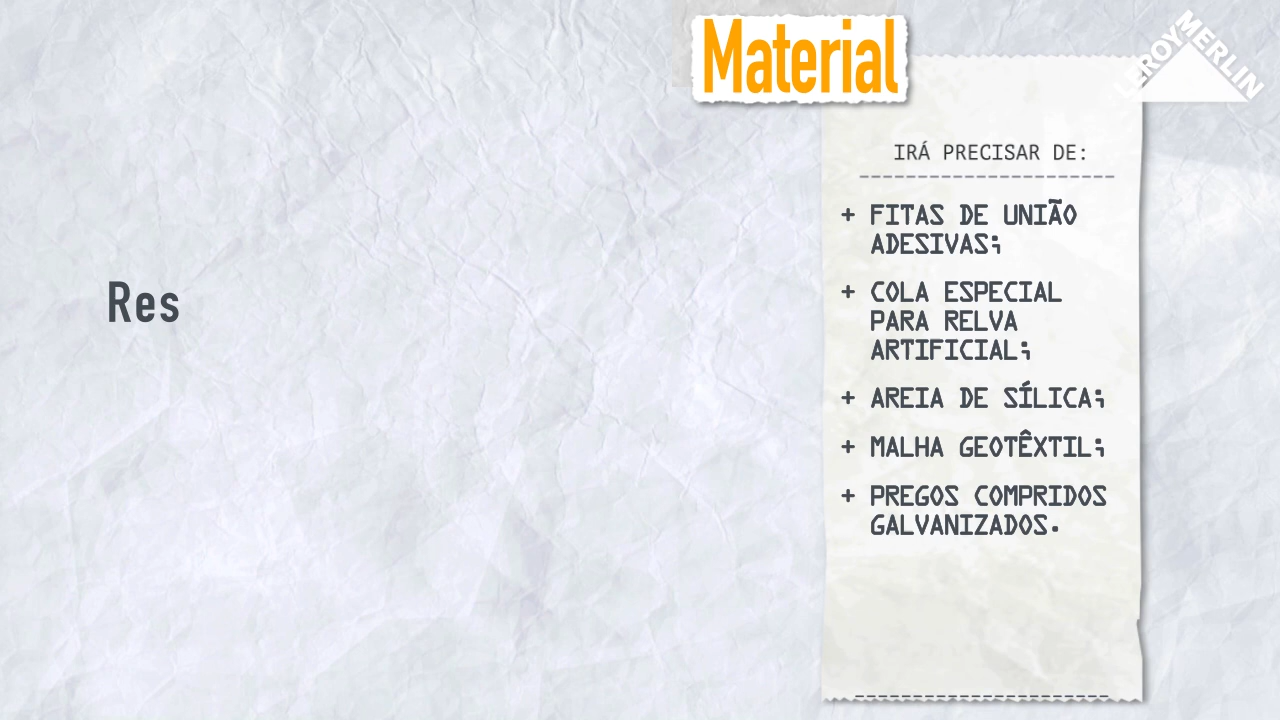 Material
LEROY MERLIN
IRÁ PRECISAR DE:
+ FITAS DE UNIÃO
ADESIVAS;
+ COLA ESPECIAL
PARA RELVA
ARTIFICIAL;
+ AREIA DE SÍLICA;
+ MALHA GEOTÊXTIL;
+ PREGOS COMPRIDOS
GALVANIZADOS.
Res